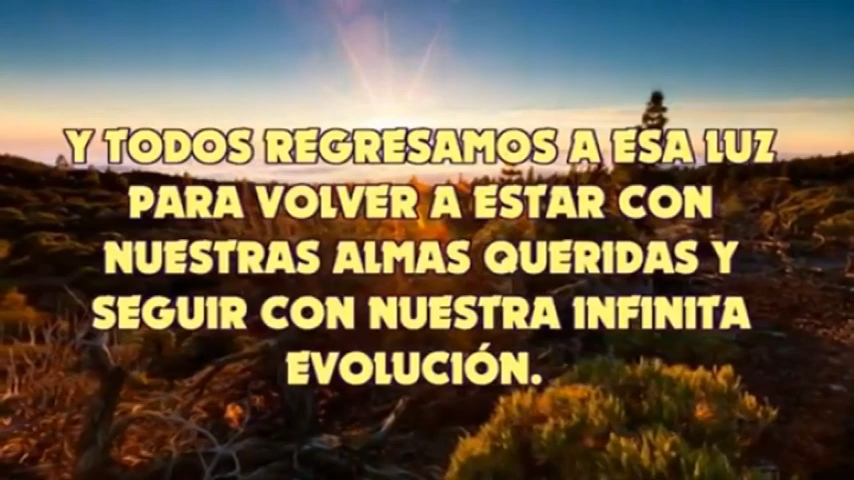 Y TODOS REGRESAMOS A ESA LUZ
PARA VOLVER A ESTAR CON
NUESTRAS ALMAS QUERIDAS Y
SEGUIR CON NUESTRA INFINITA
EVOLUCIÓN.